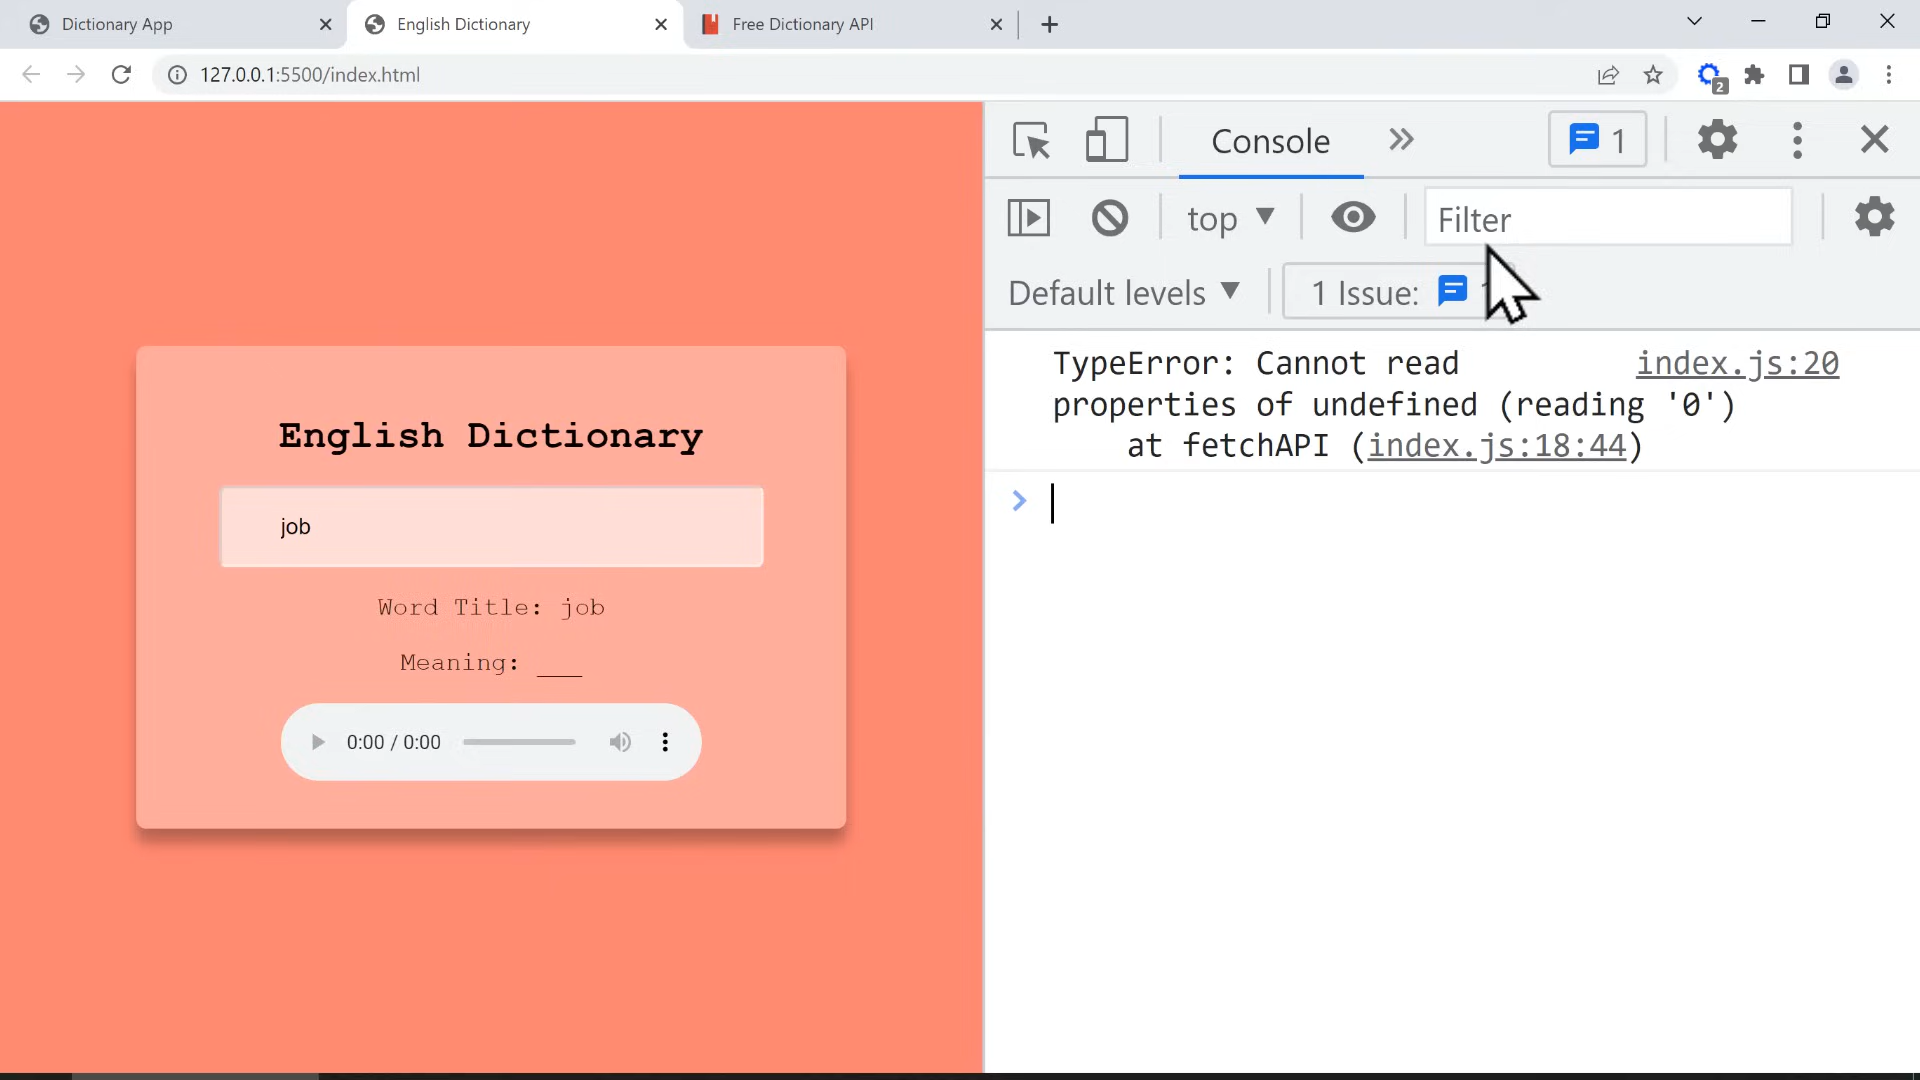 Dictionary App
English Dictionary
Free Dictionary API
127.0.0.1:5500/index.html
2
Console
1
top
Filter
Default levels
1 Issue:
TypeError: Cannot read
index.js:20
properties of undefined (reading '0')
at fetchAPI (index.js:18:44)
English Dictionary
job
Word Title: job
Meaning: ___
0:00 / 0:00